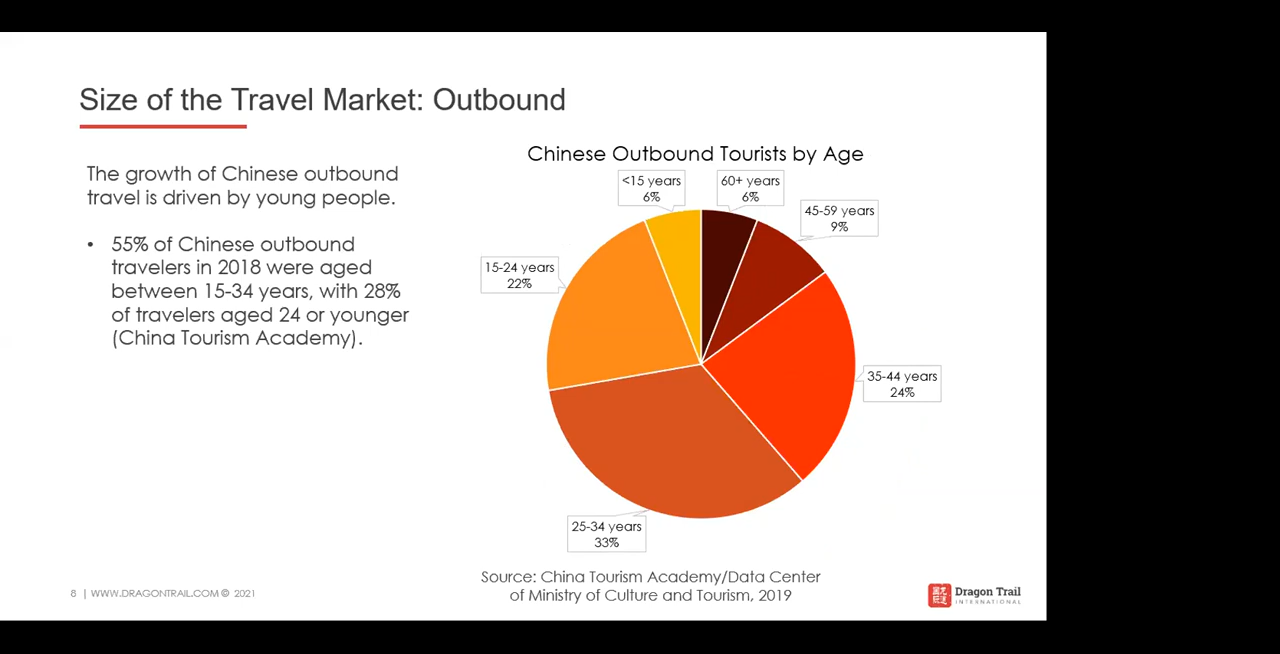 Size of the Travel Market: Outbound
The growth of Chinese outbound
travel is driven by young people.
• 55% of Chinese outbound
travelers in 2018 were aged
between 15-34 years, with 28%
of travelers aged 24 or younger
(China Tourism Academy).
Chinese Outbound Tourists by Age
<15 years
6%
60+ years
6%
45-59 years
9%
15-24 years
22%
35-44 years
24%
25-34 years
33%
Source: China Tourism Academy/Data Center
of Ministry of Culture and Tourism, 2019
8 | WWW.DRAGONTRAIL.COM © 2021
Dragon Trail
INTERNATIONAL